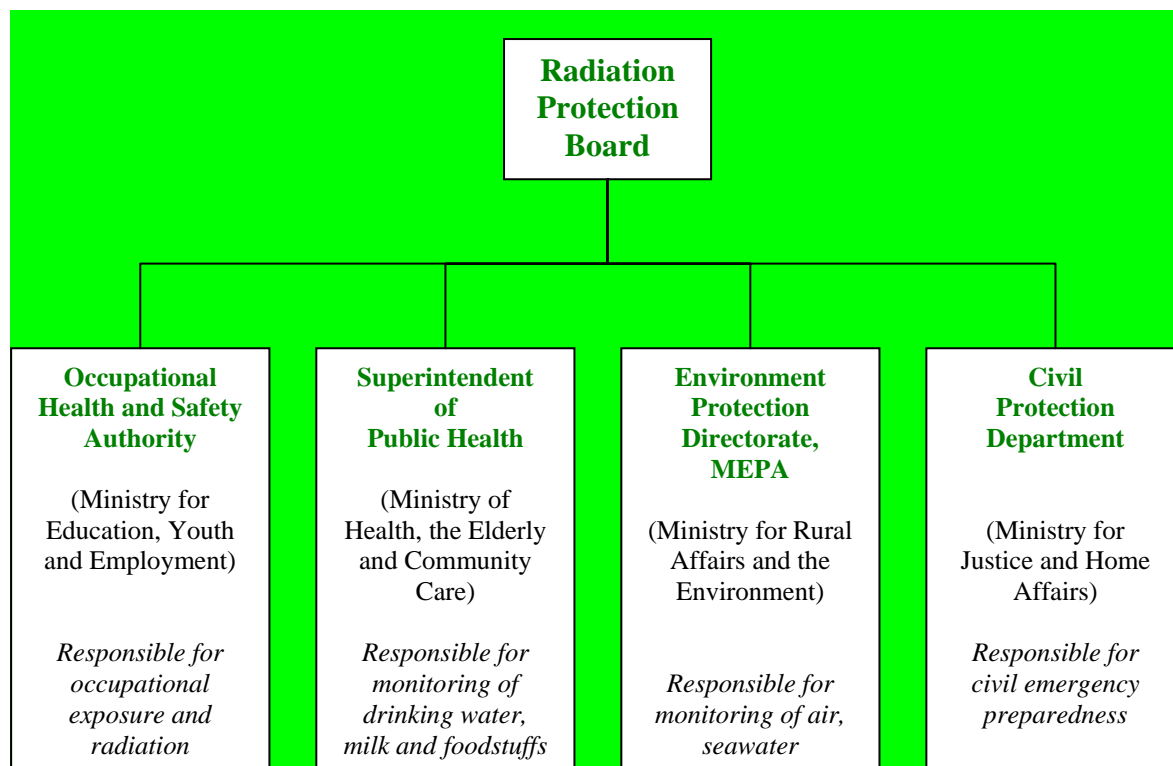 Radiation
Protection
Board
Occupational
Health and Safety
Authority
(Ministry for
Education, Youth
and Employment)
Responsible for
occupational
exposure and
radiation
Superintendent
of
Public Health
(Ministry of
Health, the Elderly
and Community
Care)
Responsible for
monitoring of
drinking water,
milk and foodstuffs
Environment
Protection
Directorate,
MEPA
(Ministry for Rural
Affairs and the
Environment)
Responsible for
monitoring of air,
seawater
Civil
Protection
Department
(Ministry for
Justice and Home
Affairs)
Responsible for
civil emergency
preparedness